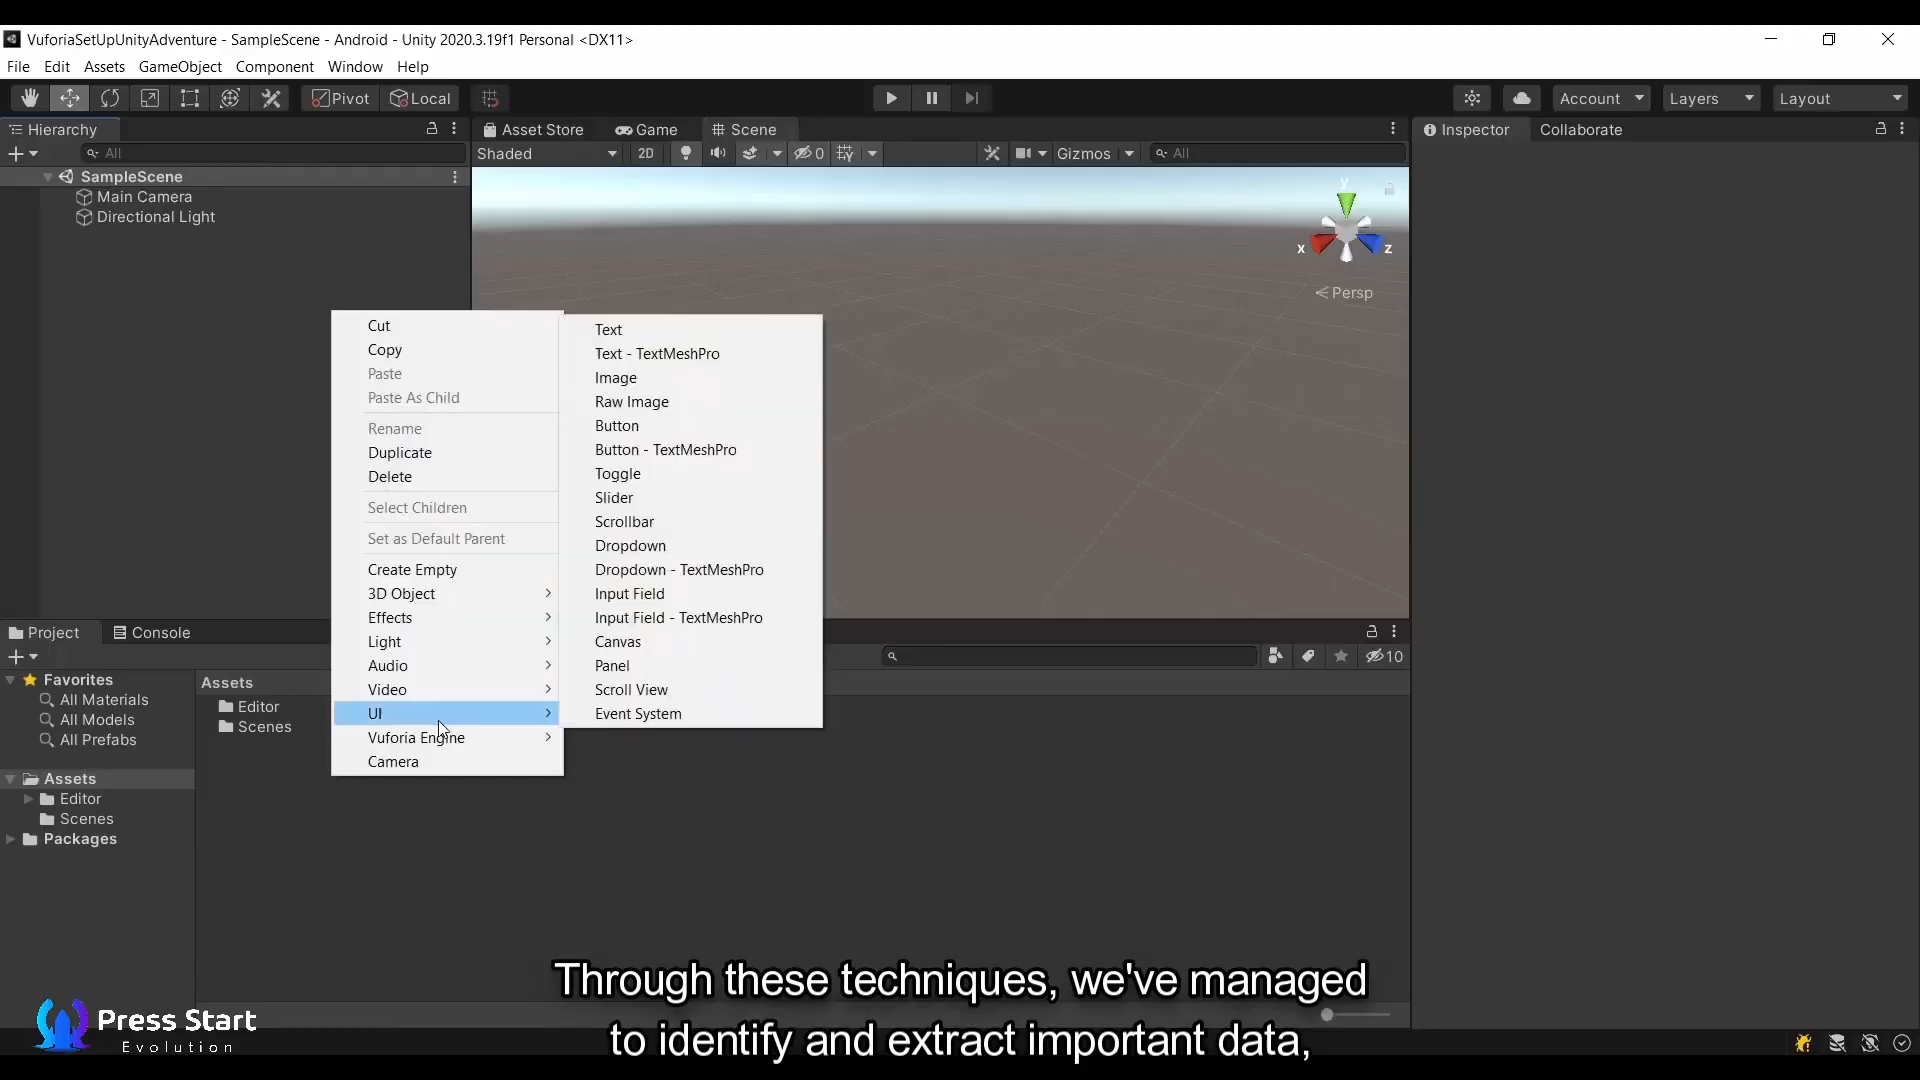 VuforiaSetUpUnityAdventure - SampleScene - Android - Unity 2020.3.19f1 Personal <DX11>
File Edit Assets GameObject Component Window Help
Pivot Local Account Layers Layout
Hierarchy Asset Store Game Scene Inspector Collaborate
All Shaded 2D 0 Gizmos All
SampleScene
Main Camera
Directional Light
y
x z
Persp
Cut
Copy
Paste
Paste As Child
Rename
Duplicate
Delete
Select Children
Set as Default Parent
Create Empty
3D Object
Effects
Light
Audio
Video
UI
Vuforia Engine
Camera
Text
Text - TextMeshPro
Image
Raw Image
Button
Button - TextMeshPro
Toggle
Slider
Scrollbar
Dropdown
Dropdown - TextMeshPro
Input Field
Input Field - TextMeshPro
Canvas
Panel
Scroll View
Event System
Project Console
10
Favorites
All Materials
All Models
All Prefabs
Assets
Editor
Scenes
Packages
Assets
Editor
Scenes
Through these techniques, we've managed
to identify and extract important data,
Press Start
Evolution